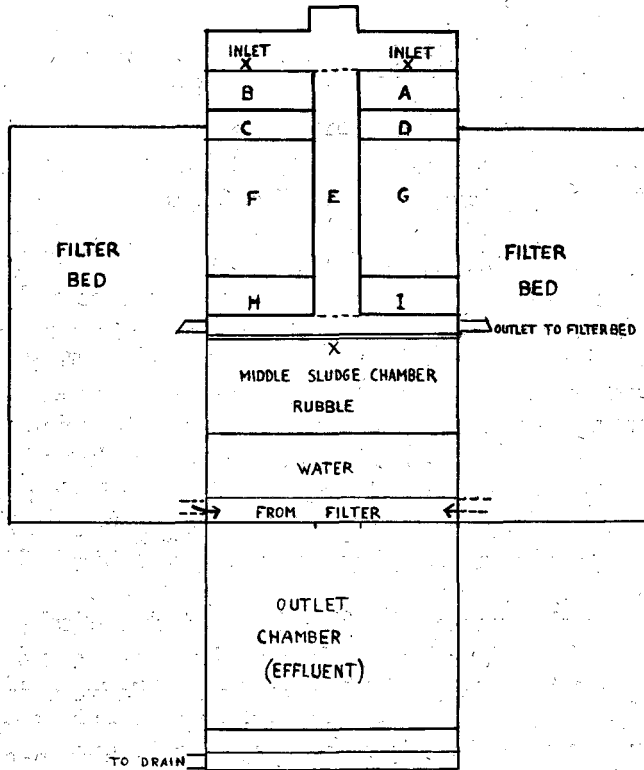 INLET INLET
X X
B A
C D
F E G
FILTER BED
FILTER BED
H I
OUTLET TO FILTERBED
X
MIDDLE SLUDGE CHAMBER
RUBBLE
WATER
FROM FILTER
OUTLET
CHAMBER
(EFFLUENT)
TO DRAIN